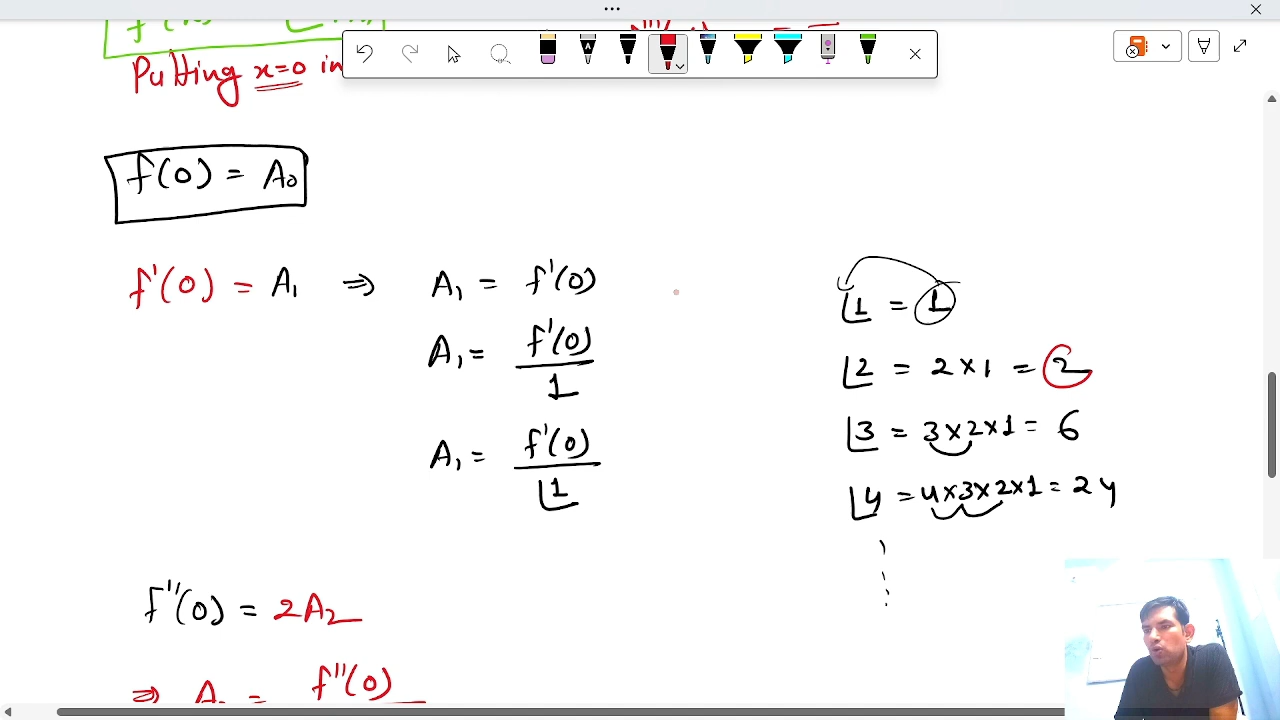 Putting x=0 in
f(0) = A₀
f'(0) = A₁ ⇒ A₁ = f'(0)
A₁ = f'(0)/1
A₁ = f'(0)/⌊1
⌊1 = 1
⌊2 = 2×1 = 2
⌊3 = 3×2×1 = 6
⌊4 = 4×3×2×1 = 24
f''(0) = 2A₂
⇒ A₂ = f''(0)